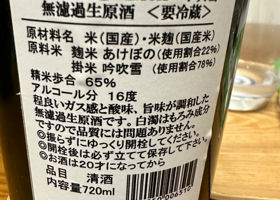 無濾過生原酒 <要冷蔵>
原材料名 米(国産)・米麹(国産米)
原料米 麹米 あけぼの(使用割合22%)
掛米 吟吹雪 (使用割合78%)
精米歩合 65%
アルコール分 16度
程良いガス感と酸味、旨味が調和した
無濾過生原酒です。白濁はもろみ成分
ですので品質には問題ありません。
◎振らずにゆっくり開栓してください。
◎開栓後は必ず立てて保存して下さい。
◎お酒は20才になってから
品目 清酒
内容量 720ml